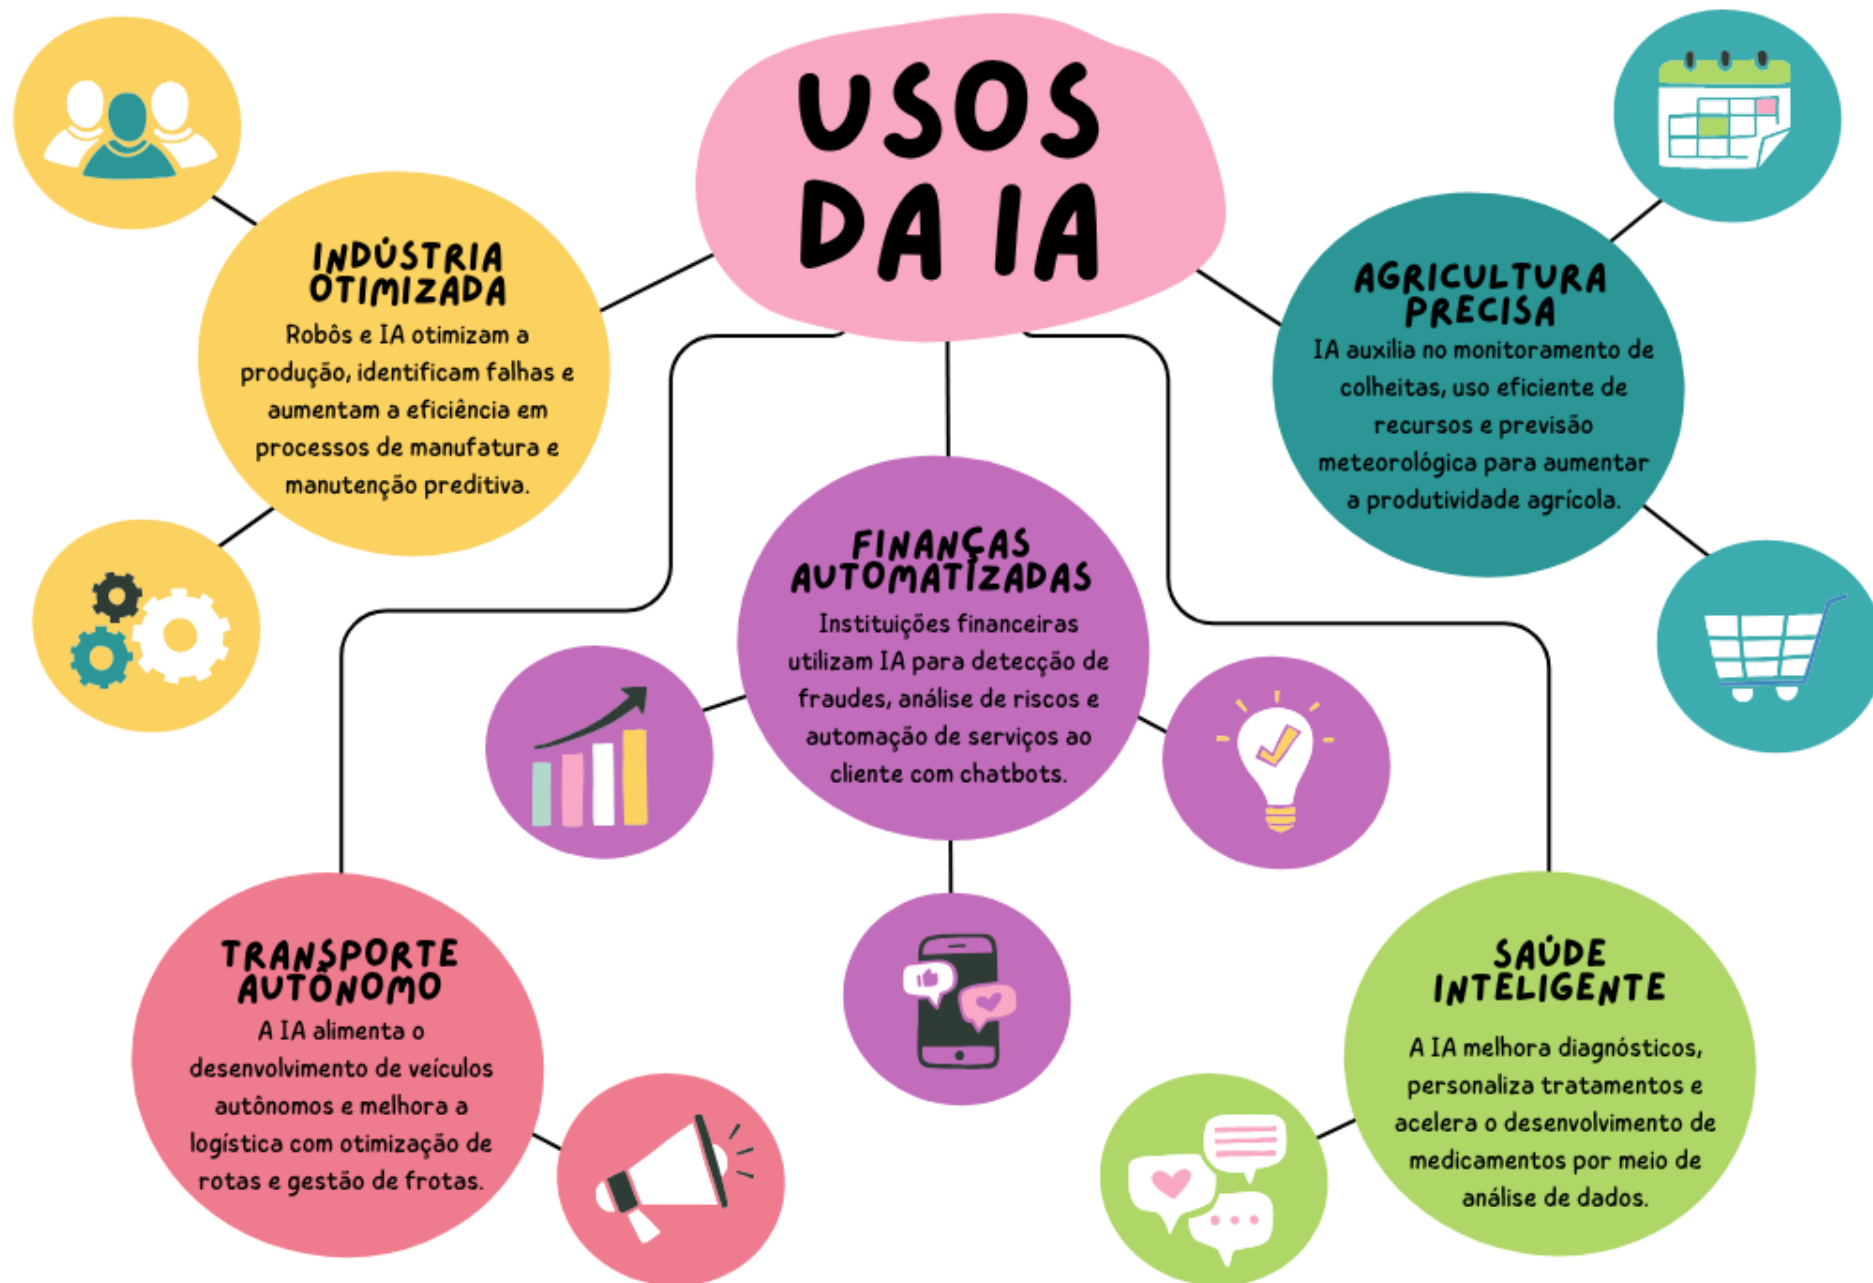 USOS
DA IA
INDÚSTRIA
OTIMIZADA
Robôs e IA otimizam a
produção, identificam falhas e
aumentam a eficiência em
processos de manufatura e
manutenção preditiva.
AGRICULTURA
PRECISA
IA auxilia no monitoramento de
colheitas, uso eficiente de
recursos e previsão
meteorológica para aumentar
a produtividade agrícola.
FINANÇAS
AUTOMATIZADAS
Instituições financeiras
utilizam IA para detecção de
fraudes, análise de riscos e
automação de serviços ao
cliente com chatbots.
TRANSPORTE
AUTÔNOMO
A IA alimenta o
desenvolvimento de veículos
autônomos e melhora a
logística com otimização de
rotas e gestão de frotas.
SAÚDE
INTELIGENTE
A IA melhora diagnósticos,
personaliza tratamentos e
acelera o desenvolvimento de
medicamentos por meio de
análise de dados.